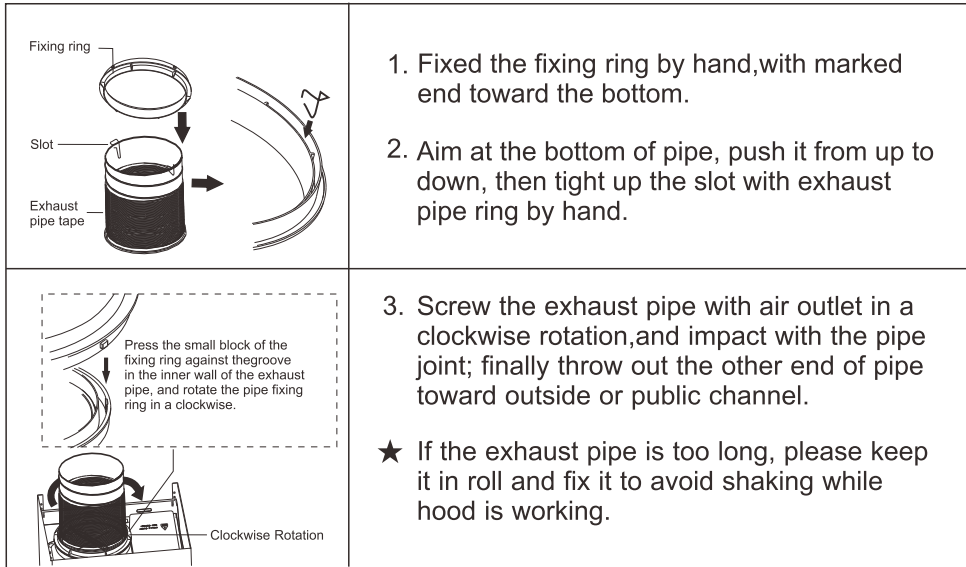 Fixing ring
Slot
Exhaust
pipe tape
1. Fixed the fixing ring by hand,with marked
end toward the bottom.
2. Aim at the bottom of pipe, push it from up to
down, then tight up the slot with exhaust
pipe ring by hand.
Press the small block of the
fixing ring against thegroove
in the inner wall of the exhaust
pipe, and rotate the pipe fixing
ring in a clockwise.
Clockwise Rotation
3. Screw the exhaust pipe with air outlet in a
clockwise rotation,and impact with the pipe
joint; finally throw out the other end of pipe
toward outside or public channel.
★ If the exhaust pipe is too long, please keep
it in roll and fix it to avoid shaking while
hood is working.